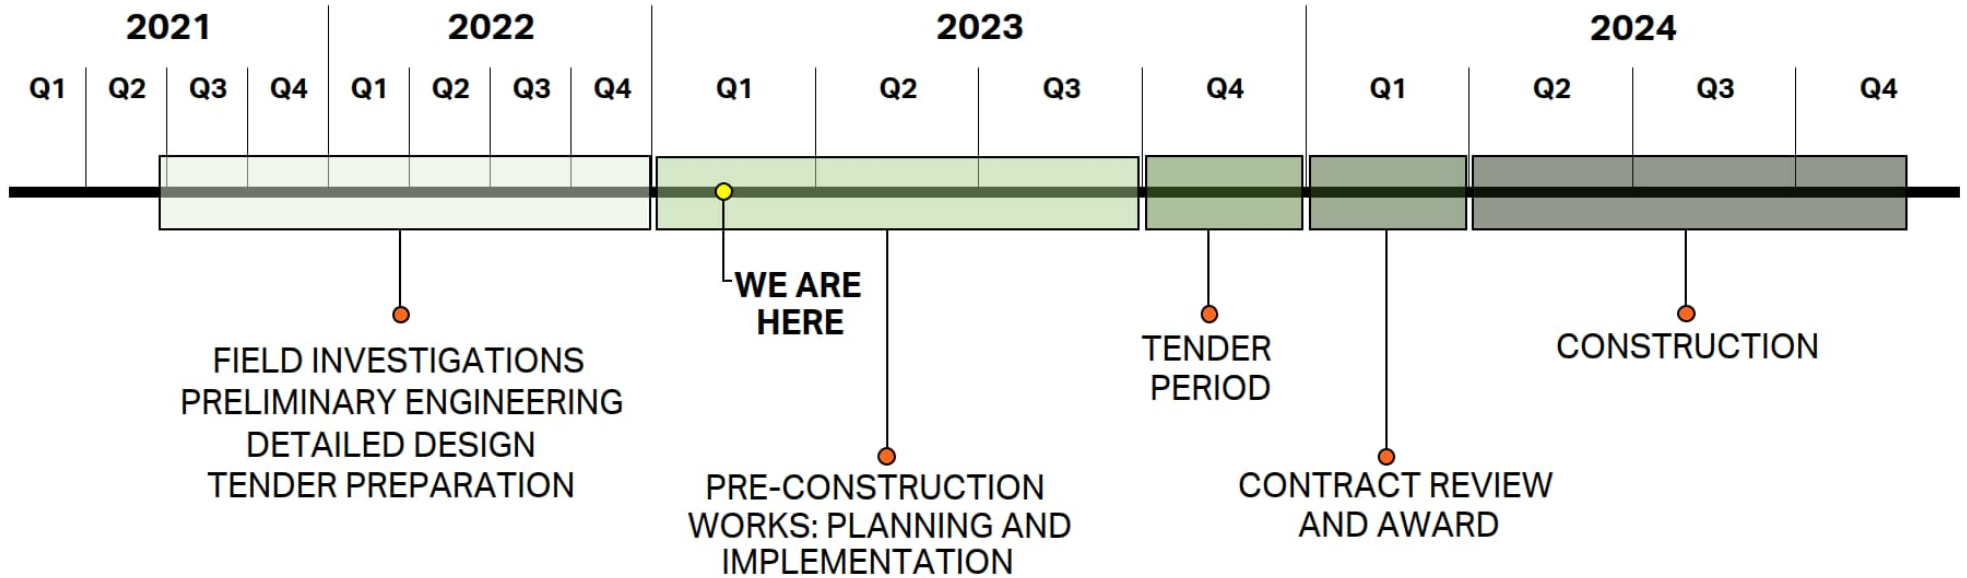 2021 2022 2023 2024
Q1 Q2 Q3 Q4 Q1 Q2 Q3 Q4 Q1 Q2 Q3 Q4 Q1 Q2 Q3 Q4
WE ARE
HERE
FIELD INVESTIGATIONS
PRELIMINARY ENGINEERING
DETAILED DESIGN
TENDER PREPARATION
PRE-CONSTRUCTION
WORKS: PLANNING AND
IMPLEMENTATION
TENDER
PERIOD
CONTRACT REVIEW
AND AWARD
CONSTRUCTION